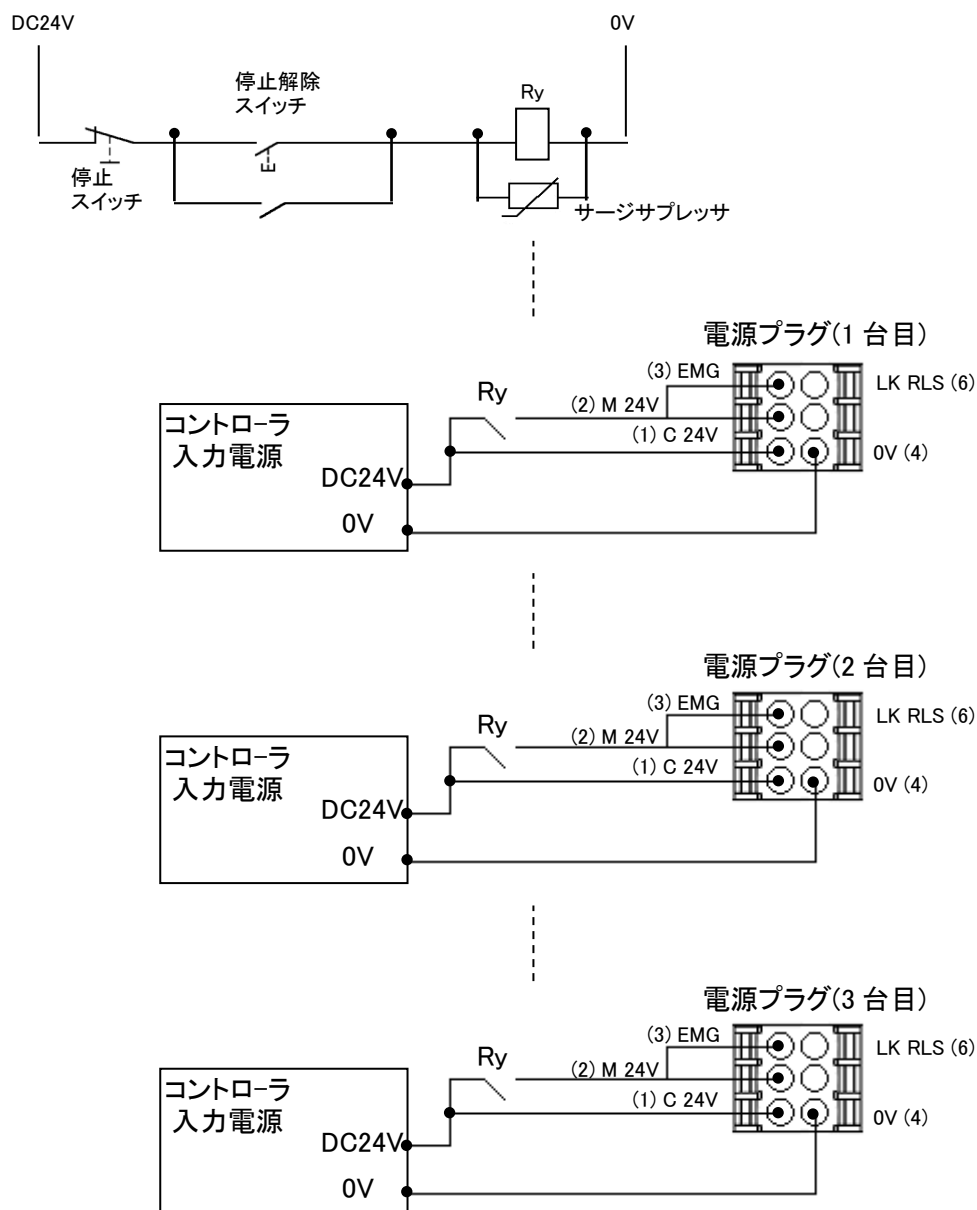 DC24V
0V
停止解除
スイッチ
Ry
停止
スイッチ
サージサプレッサ
電源プラグ(1 台目)
(3) EMG
LK RLS (6)
Ry
(2) M 24V
コントローラ
入力電源
(1) C 24V
0V (4)
DC24V
0V
電源プラグ(2 台目)
(3) EMG
LK RLS (6)
Ry
(2) M 24V
コントローラ
入力電源
(1) C 24V
0V (4)
DC24V
0V
電源プラグ(3 台目)
(3) EMG
LK RLS (6)
Ry
(2) M 24V
コントローラ
入力電源
(1) C 24V
0V (4)
DC24V
0V